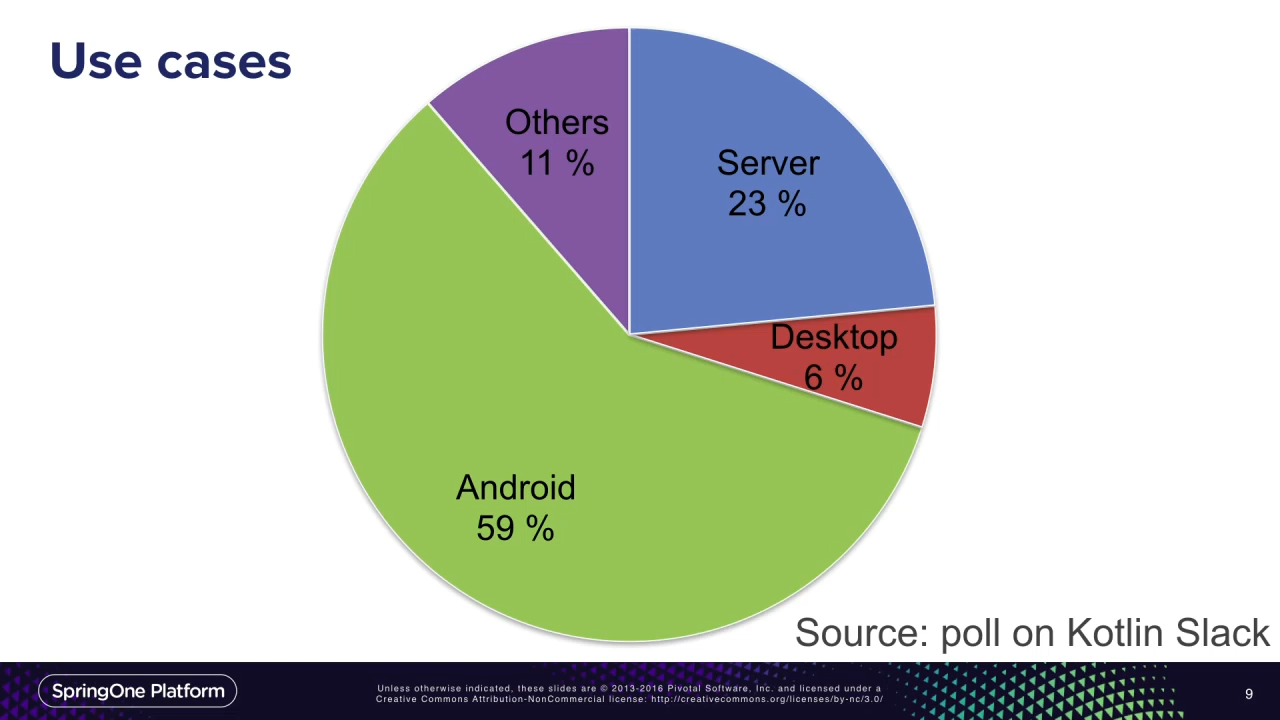 Use cases
Others
11 %
Server
23 %
Desktop
6 %
Android
59 %
Source: poll on Kotlin Slack
SpringOne Platform
Unless otherwise indicated, these slides are © 2013-2016 Pivotal Software, Inc. and licensed under a
Creative Commons Attribution-NonCommercial license: http://creativecommons.org/licenses/by-nc/3.0/
9